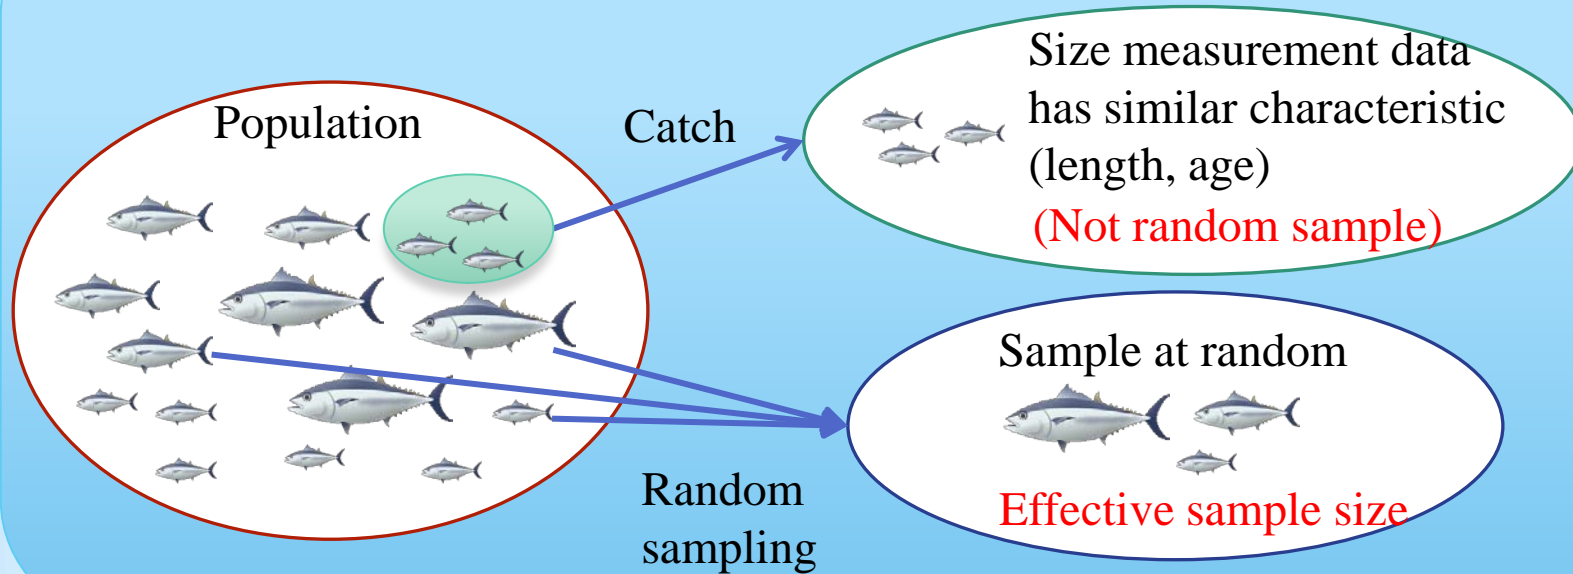 Population
Catch
Size measurement data
has similar characteristic
(length, age)
(Not random sample)
Sample at random
Effective sample size
Random
sampling